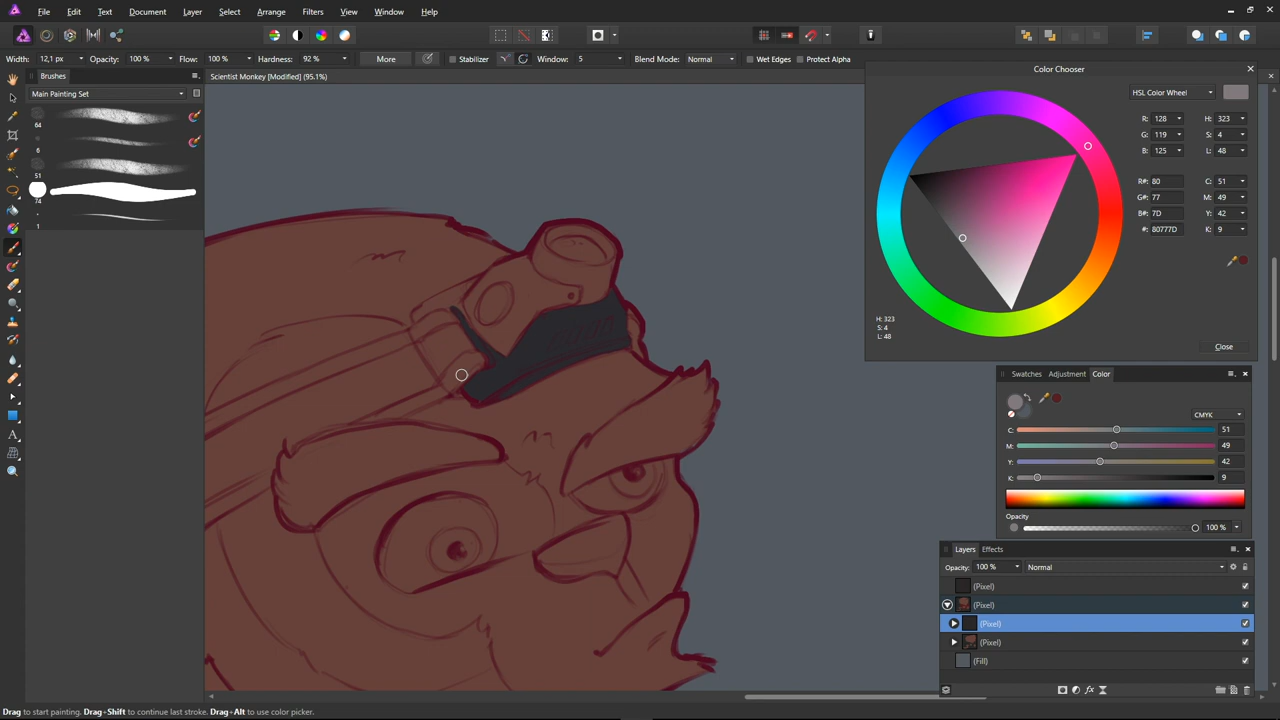 File Edit Text Document Layer Select Arrange Filters View Window Help
Width: 12,1 px Opacity: 100 % Flow: 100 % Hardness: 92 % More Stabilizer Window: 5 Blend Mode: Normal Wet Edges Protect Alpha
Brushes
Scientist Monkey [Modified] (95.1%)
Main Painting Set
64
6
51
74
1
Color Chooser
HSL Color Wheel
R: 128 H: 323
G: 119 S: 4
B: 125 L: 48
R#: 80 C: 51
G#: 77 M: 49
B#: 7D Y: 42
#: 80777D K: 9
H: 323
S: 4
L: 48
Close
Swatches Adjustment Color
CMYK
C: 51
M: 49
Y: 42
K: 9
Opacity
100 %
Layers Effects
Opacity: 100 % Normal
(Pixel)
(Pixel)
(Pixel)
(Pixel)
(Fill)
Drag to start painting. Drag+Shift to continue last stroke. Drag+Alt to use color picker.